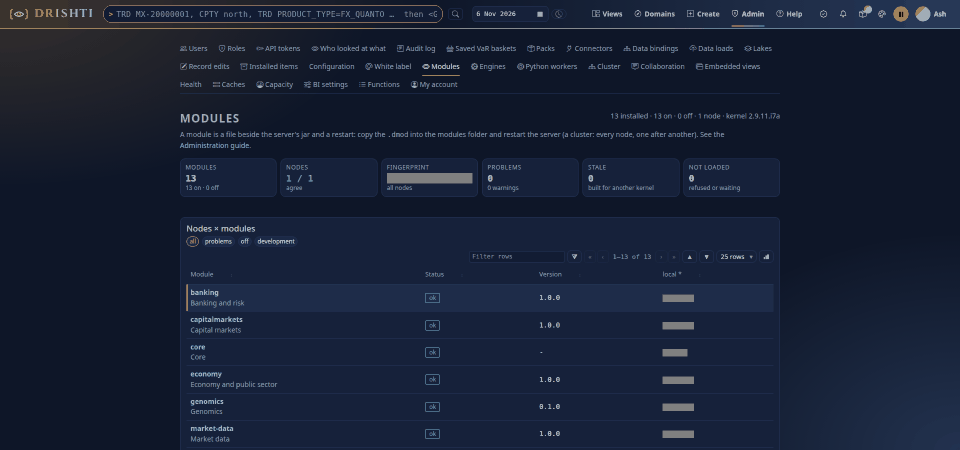 DRISHTI
> TRD MX-20000001, CPTY north, TRD PRODUCT_TYPE=FX_QUANTO … then <G
6 Nov 2026
Views
Domains
Create
Admin
Help
Ash
Users
Roles
API tokens
Who looked at what
Audit log
Saved VaR baskets
Packs
Connectors
Data bindings
Data loads
Lakes
Record edits
Installed items
Configuration
White label
Modules
Engines
Python workers
Cluster
Collaboration
Embedded views
Health
Caches
Capacity
BI settings
Functions
My account
MODULES
13 installed · 13 on · 0 off · 1 node · kernel 2.9.11.i7a
A module is a file beside the server's jar and a restart: copy the .dmod into the modules folder and restart the server (a cluster: every node, one after another). See the
Administration guide.
MODULES
13
13 on · 0 off
NODES
1 / 1
agree
FINGERPRINT
all nodes
PROBLEMS
0
0 warnings
STALE
0
built for another kernel
NOT LOADED
0
refused or waiting
Nodes × modules
all
problems
off
development
Filter rows
« ‹ 1–13 of 13 › »
25 rows
Module
Status
Version
local *
banking
Banking and risk
ok
1.0.0
capitalmarkets
Capital markets
ok
1.0.0
core
Core
ok
-
economy
Economy and public sector
ok
1.0.0
genomics
Genomics
ok
0.1.0
market-data
Market data
ok
1.0.0